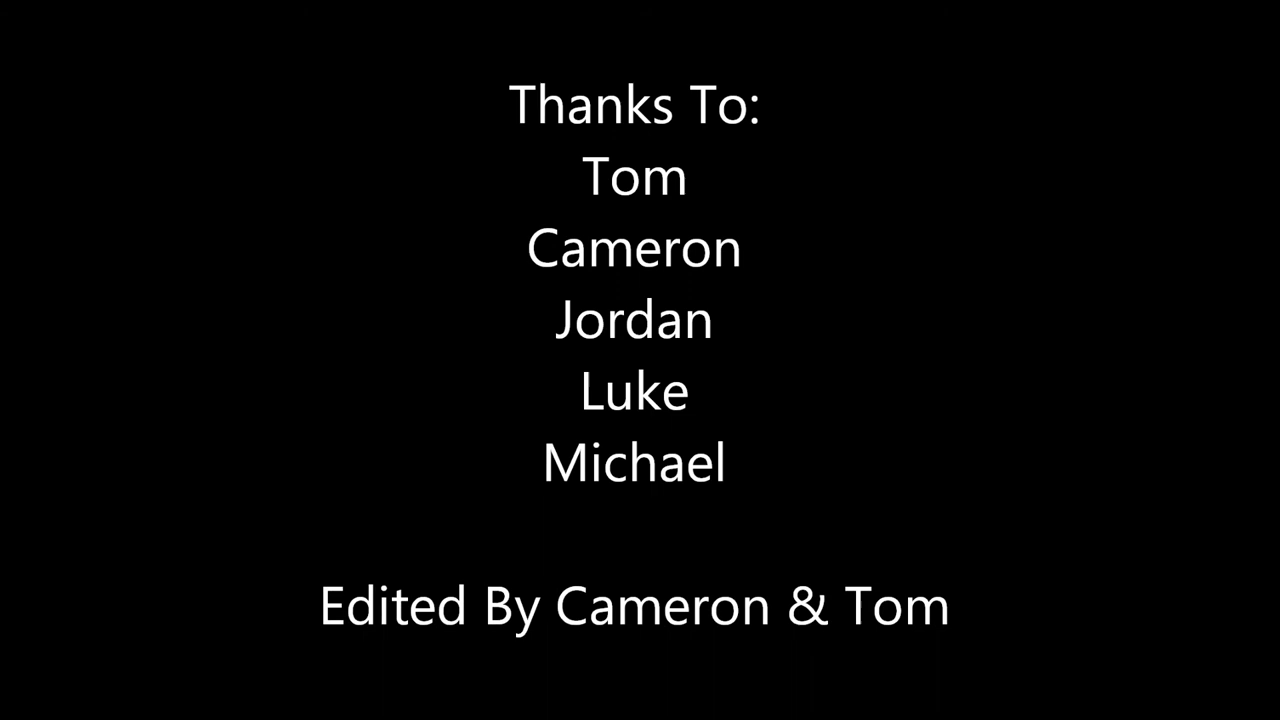 Thanks To:
Tom
Cameron
Jordan
Luke
Michael
Edited By Cameron & Tom